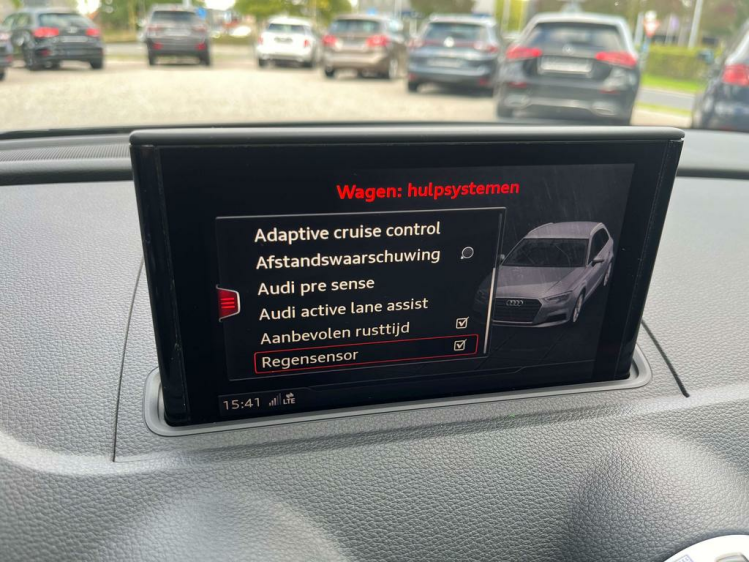 Wagen: hulpsystemen
Adaptive cruise control
Afstandswaarschuwing
Audi pre sense
Audi active lane assist
Aanbevolen rusttijd
Regensensor
15:41 LTE